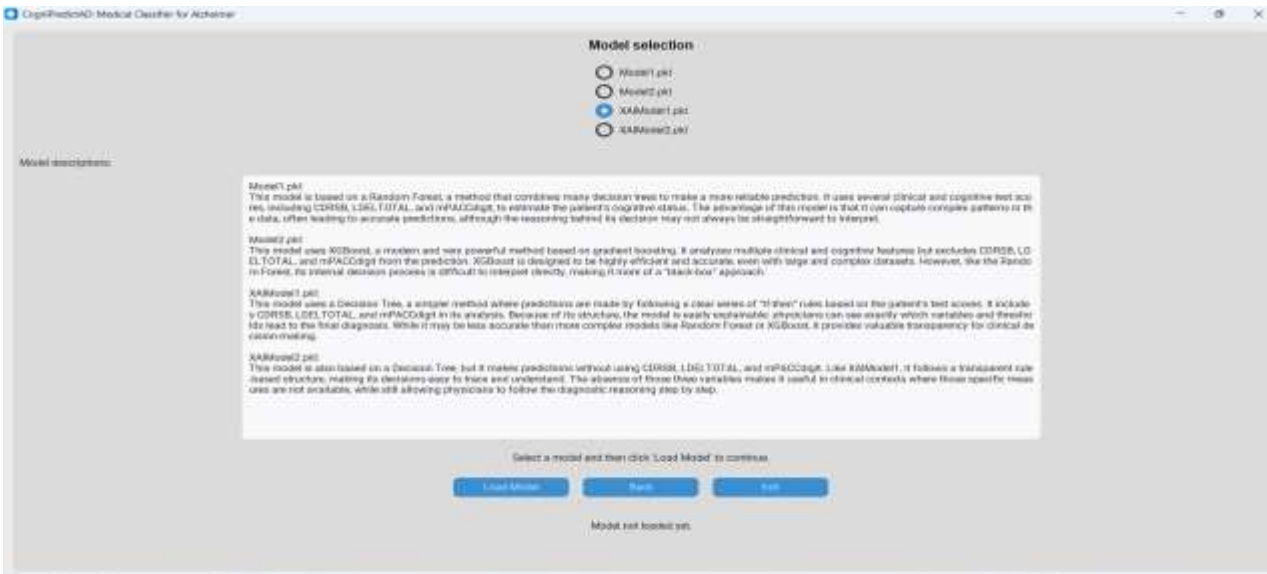 CogniPredictAD: Medical Classifier for Alzheimer
Model selection
Model1.pkl
Model2.pkl
XAIModel1.pkl
XAIModel2.pkl
Model descriptions:
Model1.pkl
This model is based on a Random Forest, a method that combines many decision trees to make a more reliable prediction. It uses several clinical and cognitive test sco
res, including CDRSB, LDELTOTAL, and mPACCdigit, to estimate the patient's cognitive status. The advantage of this model is that it can capture complex patterns in th
e data, often leading to accurate predictions, although the reasoning behind its decision may not always be straightforward to interpret.
Model2.pkl
This model uses XGBoost, a modern and very powerful method based on gradient boosting. It analyzes multiple clinical and cognitive features but excludes CDRSB, LD
ELTOTAL, and mPACCdigit from the prediction. XGBoost is designed to be highly efficient and accurate, even with large and complex datasets. However, like the Rando
m Forest, its internal decision process is difficult to interpret directly, making it more of a "black-box" approach.
XAIModel1.pkl
This model uses a Decision Tree, a simpler method where predictions are made by following a clear series of "if-then" rules based on the patient's test scores. It include
s CDRSB, LDELTOTAL, and mPACCdigit in its analysis. Because of its structure, the model is easily explainable: physicians can see exactly which variables and thresho
lds lead to the final diagnosis. While it may be less accurate than more complex models like Random Forest or XGBoost, it provides valuable transparency for clinical de
cision-making.
XAIModel2.pkl
This model is also based on a Decision Tree, but it makes predictions without using CDRSB, LDELTOTAL, and mPACCdigit. Like XAIModel1, it follows a transparent rule
-based structure, making its decisions easy to trace and understand. The absence of those three variables makes it useful in clinical contexts where those specific meas
ures are not available, while still allowing physicians to follow the diagnostic reasoning step by step.
Select a model and then click 'Load Model' to continue.
Load Model
Back
Exit
Model not loaded yet.